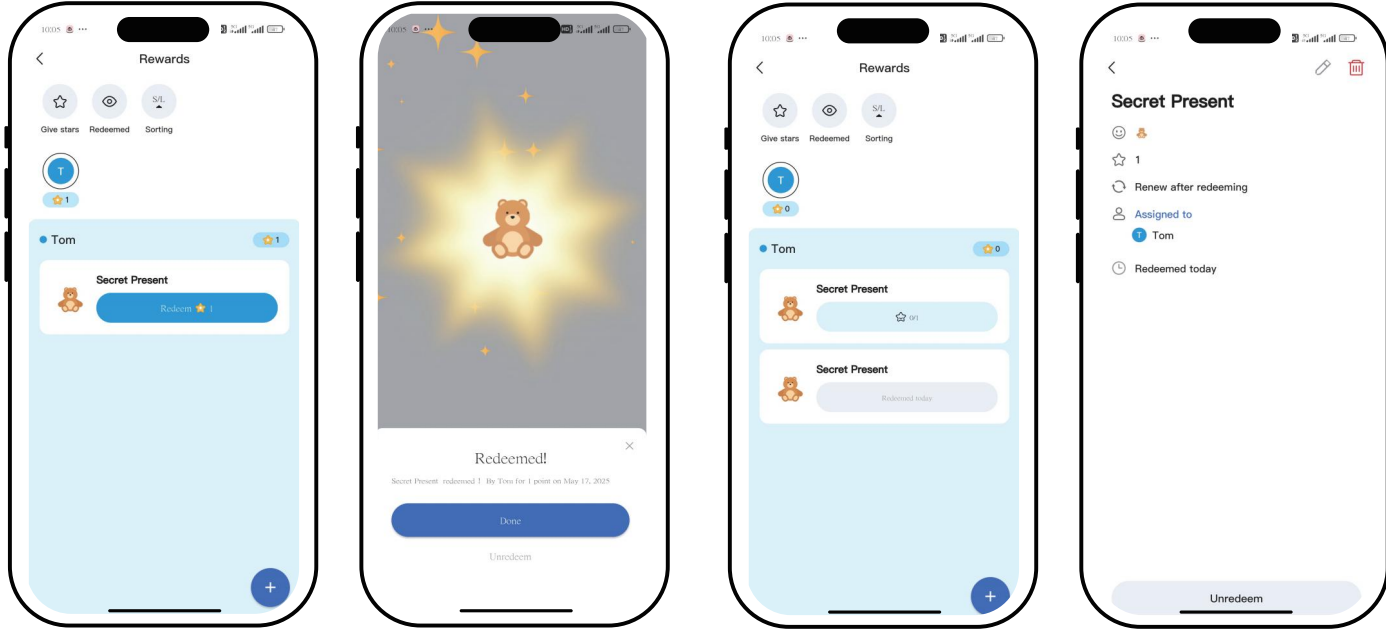 10:05 ...
Rewards
S/L
Give stars
Redeemed
Sorting
T
1
Tom
1
Secret Present
Redeem 1
10:05 ...
Redeemed!
Secret Present redeemed ! By Tom for 1 point on May 17, 2025
Done
Unredeem
10:05 ...
Rewards
S/L
Give stars
Redeemed
Sorting
T
0
Tom
0
Secret Present
0/1
Secret Present
Redeemed today
10:05 ...
Secret Present
1
Renew after redeeming
Assigned to
T Tom
Redeemed today
Unredeem